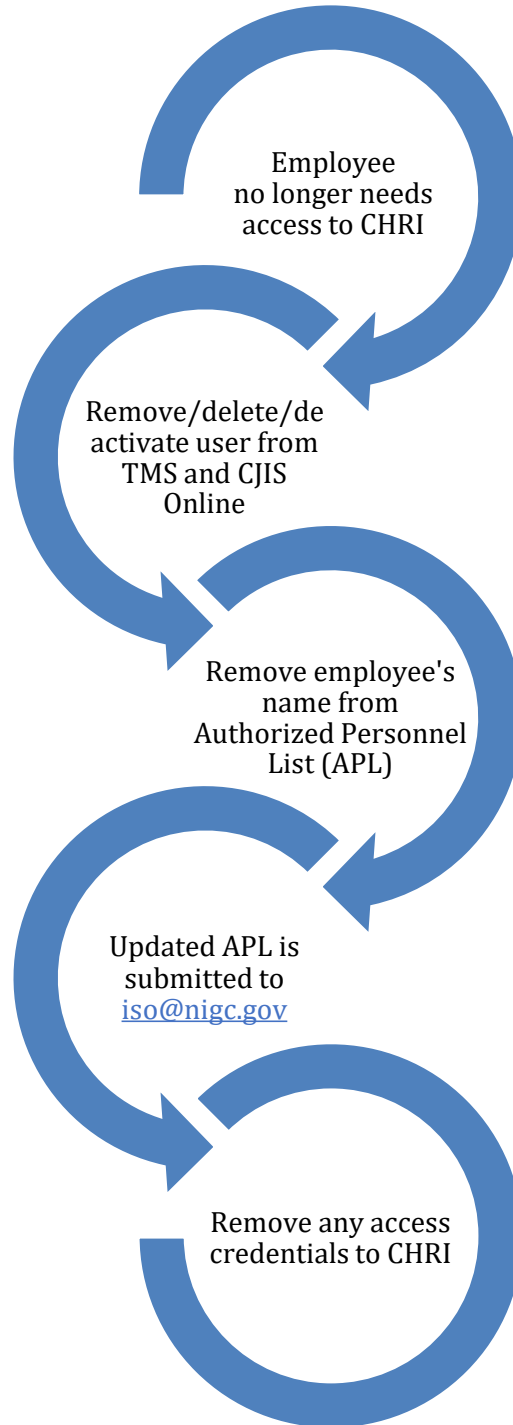 Employee
no longer needs
access to CHRI
Remove/delete/de
activate user from
TMS and CJIS
Online
Remove employee's
name from
Authorized Personnel
List (APL)
Updated APL is
submitted to
iso@nigc.gov
Remove any access
credentials to CHRI